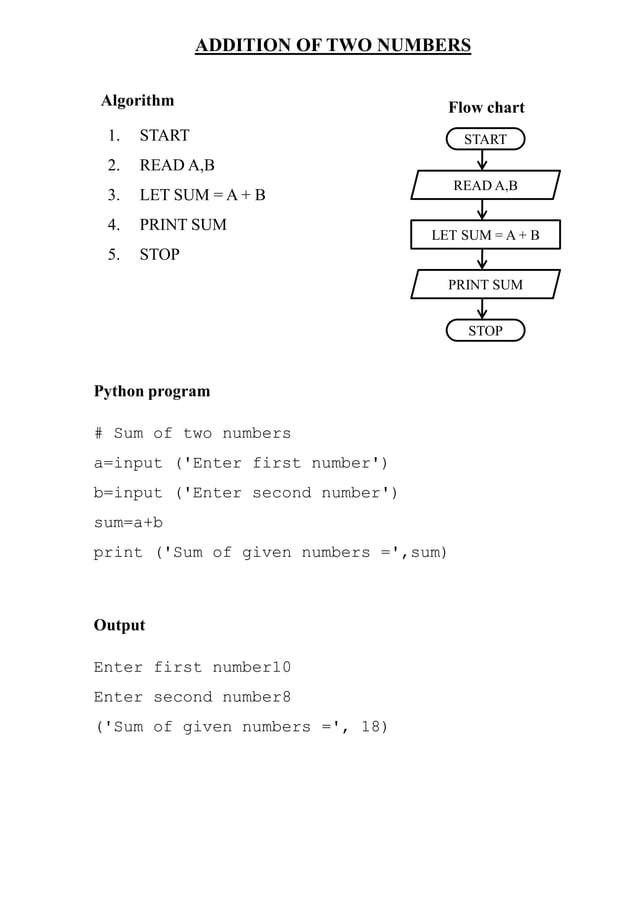 ADDITION OF TWO NUMBERS
Algorithm
1. START
2. READ A,B
3. LET SUM = A + B
4. PRINT SUM
5. STOP
Flow chart
START
READ A,B
LET SUM = A + B
PRINT SUM
STOP
Python program
# Sum of two numbers
a=input ('Enter first number')
b=input ('Enter second number')
sum=a+b
print ('Sum of given numbers =',sum)
Output
Enter first number10
Enter second number8
('Sum of given numbers =', 18)